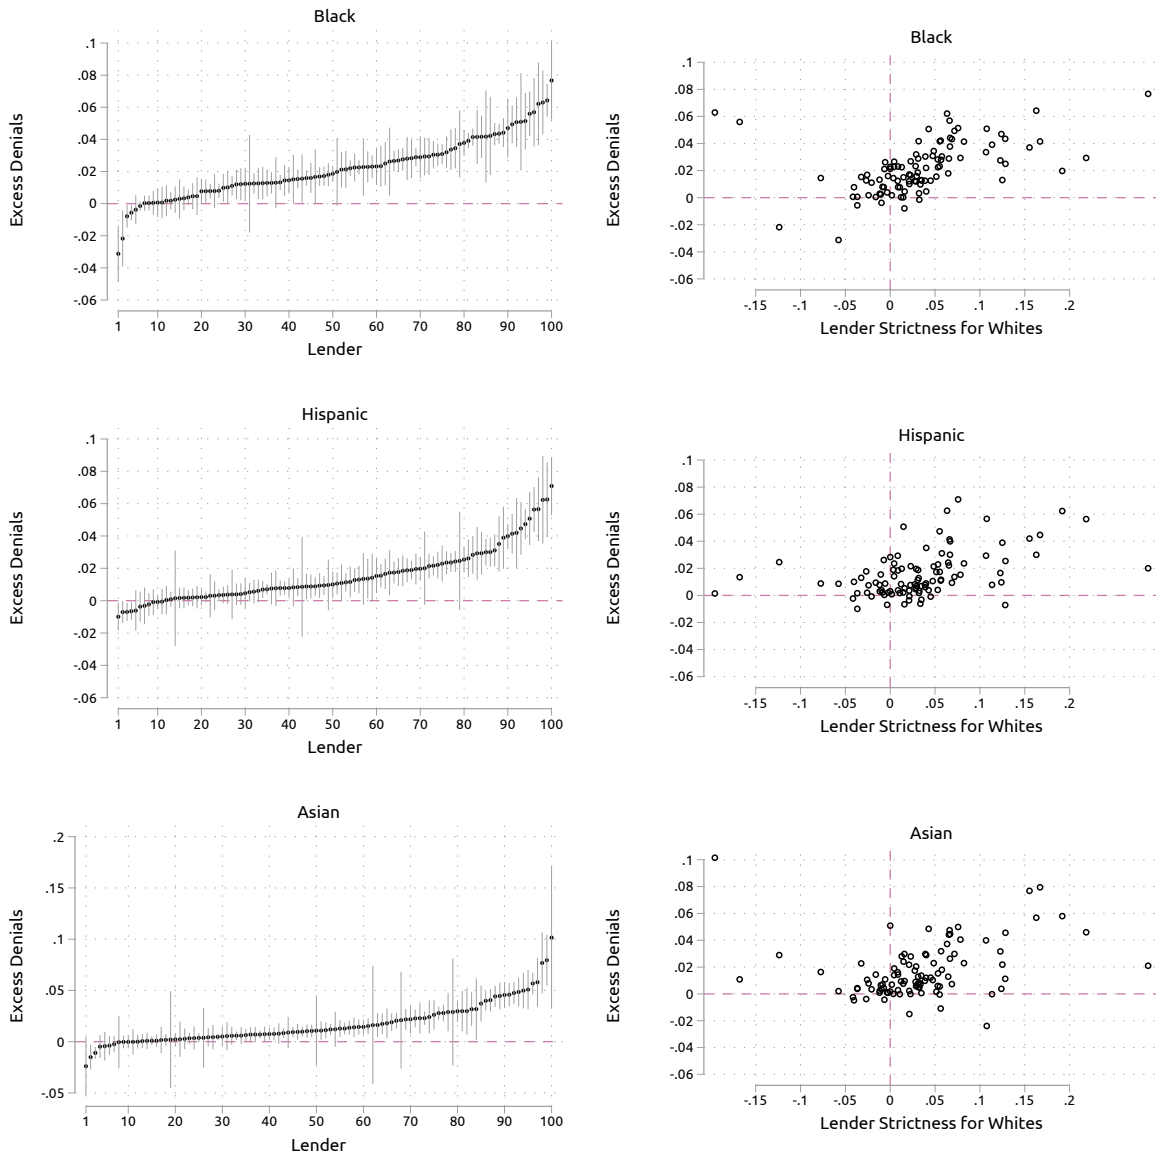 Black
Excess Denials
.1
.08
.06
.04
.02
0
-.02
-.04
-.06
1 10 20 30 40 50 60 70 80 90 100
Lender
Black
Excess Denials
.1
.08
.06
.04
.02
0
-.02
-.04
-.06
-.15 -.1 -.05 0 .05 .1 .15 .2
Lender Strictness for Whites
Hispanic
Excess Denials
.1
.08
.06
.04
.02
0
-.02
-.04
-.06
1 10 20 30 40 50 60 70 80 90 100
Lender
Hispanic
Excess Denials
.1
.08
.06
.04
.02
0
-.02
-.04
-.06
-.15 -.1 -.05 0 .05 .1 .15 .2
Lender Strictness for Whites
Asian
Excess Denials
.2
.15
.1
.05
0
-.05
1 10 20 30 40 50 60 70 80 90 100
Lender
Asian
Excess Denials
.1
.08
.06
.04
.02
0
-.02
-.04
-.06
-.15 -.1 -.05 0 .05 .1 .15 .2
Lender Strictness for Whites